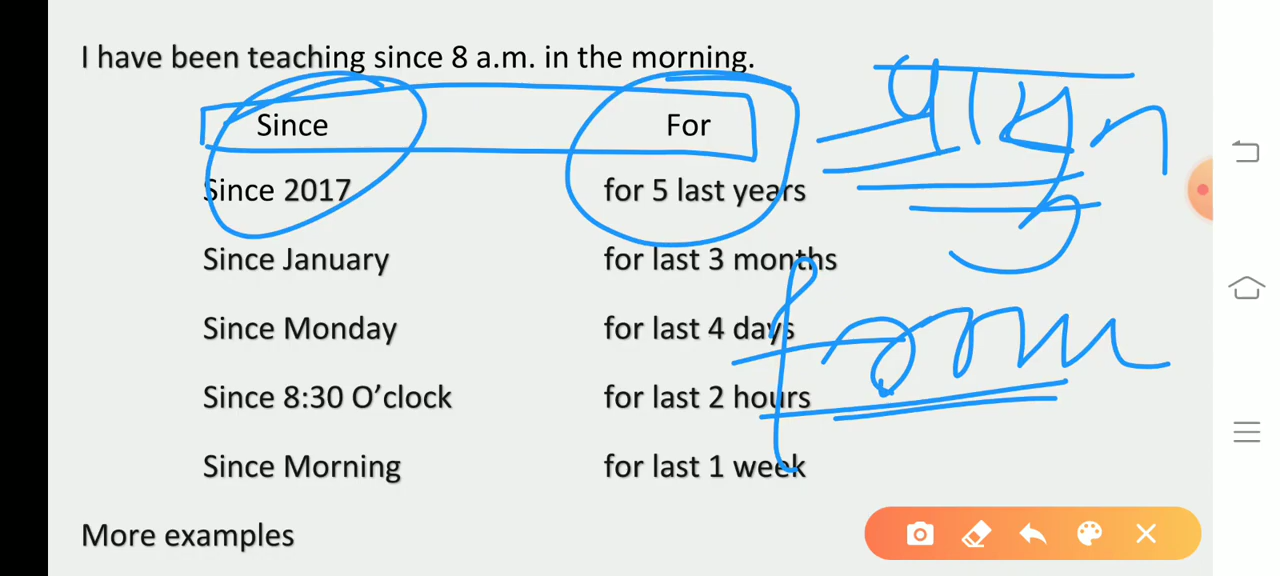 I have been teaching since 8 a.m. in the morning.
Since For
Since 2017 for 5 last years
Since January for last 3 months
Since Monday for last 4 days
from
Since 8:30 O’clock for last 2 hours
Since Morning for last 1 week
More examples